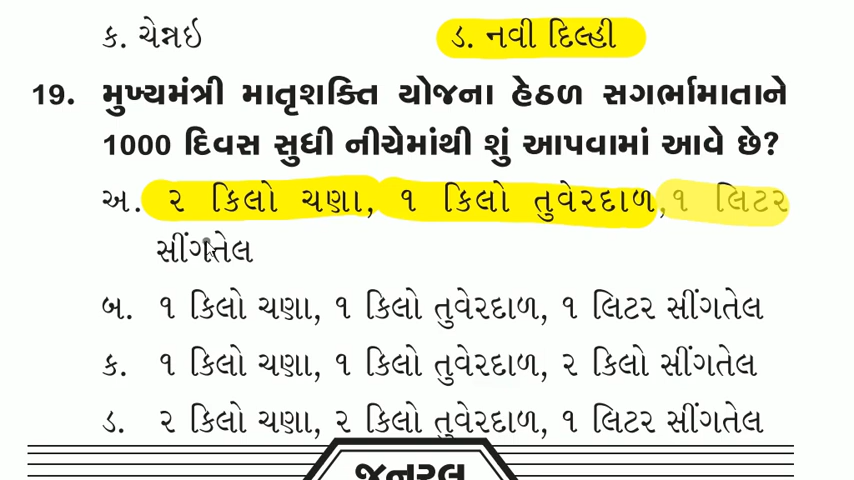 ક. ચેન્નઇ ડ. નવી દિલ્હી
19. મુખ્યમંત્રી માતૃશક્તિ યોજના હેઠળ સગર્ભામાતાને
1000 દિવસ સુધી નીચેમાંથી શું આપવામાં આવે છે?
અ. ૨ કિલો ચણા, ૧ કિલો તુવેરદાળ,૧ લિટર
સીંગતેલ
બ. ૧ કિલો ચણા, ૧ કિલો તુવેરદાળ, ૧ લિટર સીંગતેલ
ક. ૧ કિલો ચણા, ૧ કિલો તુવેરદાળ, ૨ કિલો સીંગતેલ
ડ. ૨ કિલો ચણા, ૨ કિલો તુવેરદાળ, ૧ લિટર સીંગતેલ
જનરલ